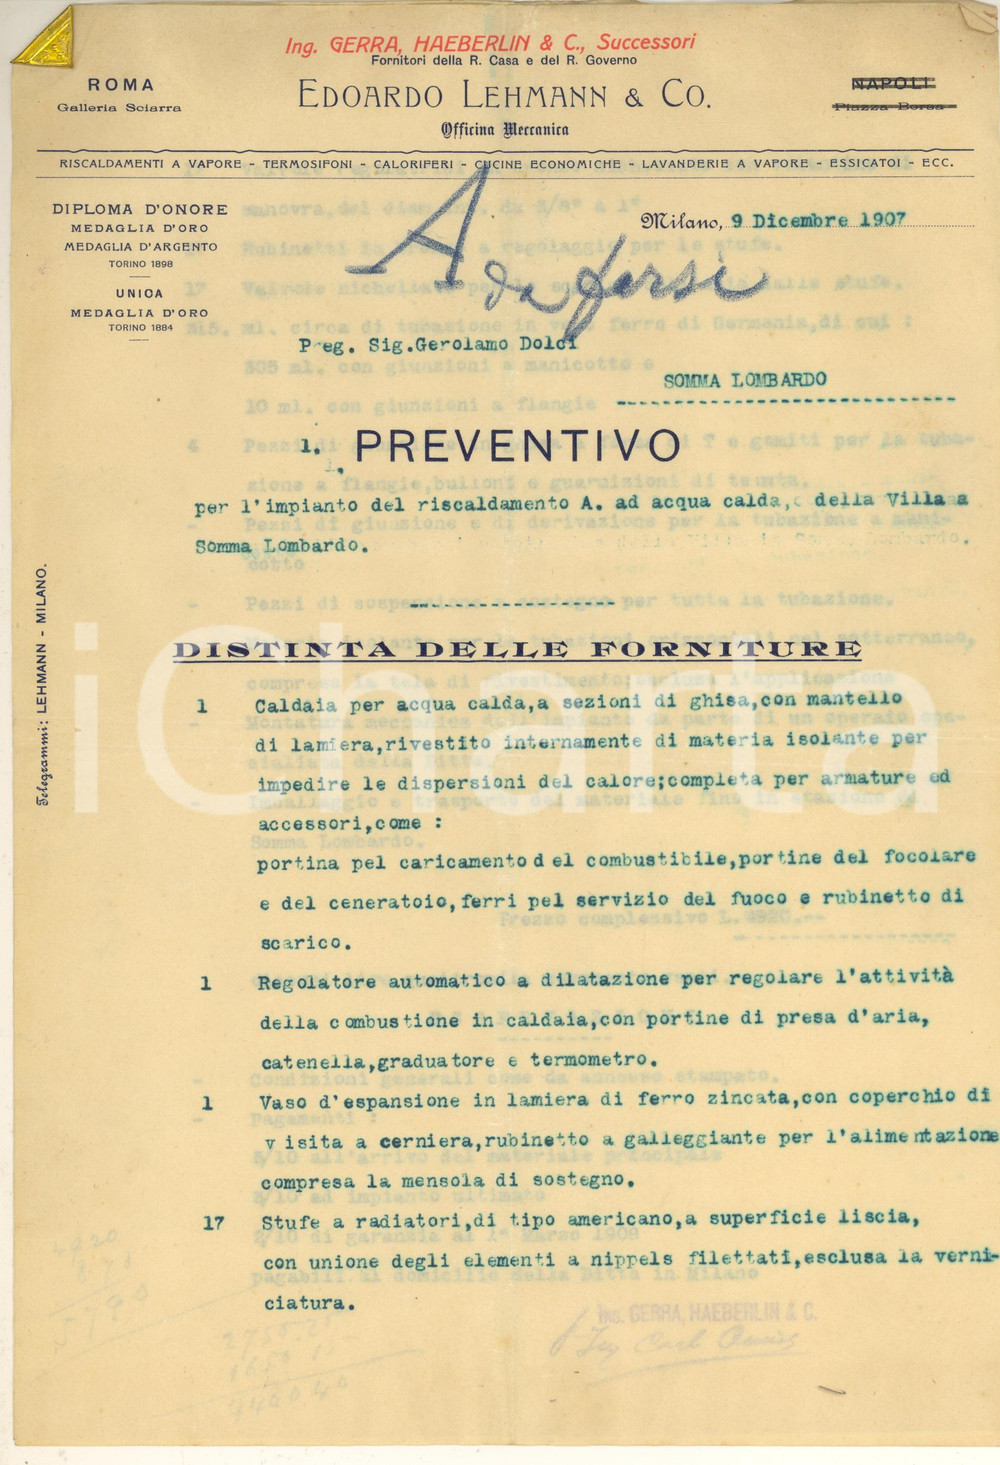 Ing. GERRA, HAEBERLIN & C., Successori
Fornitori della R. Casa e del R. Governo
ROMA
Galleria Sciarra
EDOARDO LEHMANN & CO.
Officina Meccanica
NAPOLI
Piazza Borsa
RISCALDAMENTI A VAPORE - TERMOSIFONI - CALORIFERI - CUCINE ECONOMICHE - LAVANDERIE A VAPORE - ESSICATOI - ECC.
DIPLOMA D'ONORE
MEDAGLIA D'ORO
MEDAGLIA D'ARGENTO
TORINO 1898
UNICA
MEDAGLIA D'ORO
TORINO 1884
Milano, 9 Dicembre 1907
A da farsi
Preg. Sig.Gerolamo Dolci
SOMMA LOMBARDO
1. PREVENTIVO
per l'impianto del riscaldamento A. ad acqua calda, della Villa a
Somma Lombardo.
Telegrammi: LEHMANN - MILANO.
DISTINTA DELLE FORNITURE
1 Caldaia per acqua calda,a sezioni di ghisa,con mantello
di lamiera,rivestito internamente di materia isolante per
impedire le dispersioni del calore;completa per armature ed
accessori,come :
portina pel caricamento d el combustibile,portine del focolare
e del ceneratoio,ferri pel servizio del fuoco e rubinetto di
scarico.
1 Regolatore automatico a dilatazione per regolare l'attività
della combustione in caldaia,con portine di presa d'aria,
catenella,graduatore e termometro.
1 Vaso d'espansione in lamiera di ferro zincata,con coperchio di
v isita a cerniera,rubinetto a galleggiante per l'alimentazione
compresa la mensola di sostegno.
17 Stufe a radiatori,di tipo americano,a superficie liscia,
con unione degli elementi a nippels filettati,esclusa la verni-
ciatura.
Ing. GERRA, HAEBERLIN & C.
iCharta